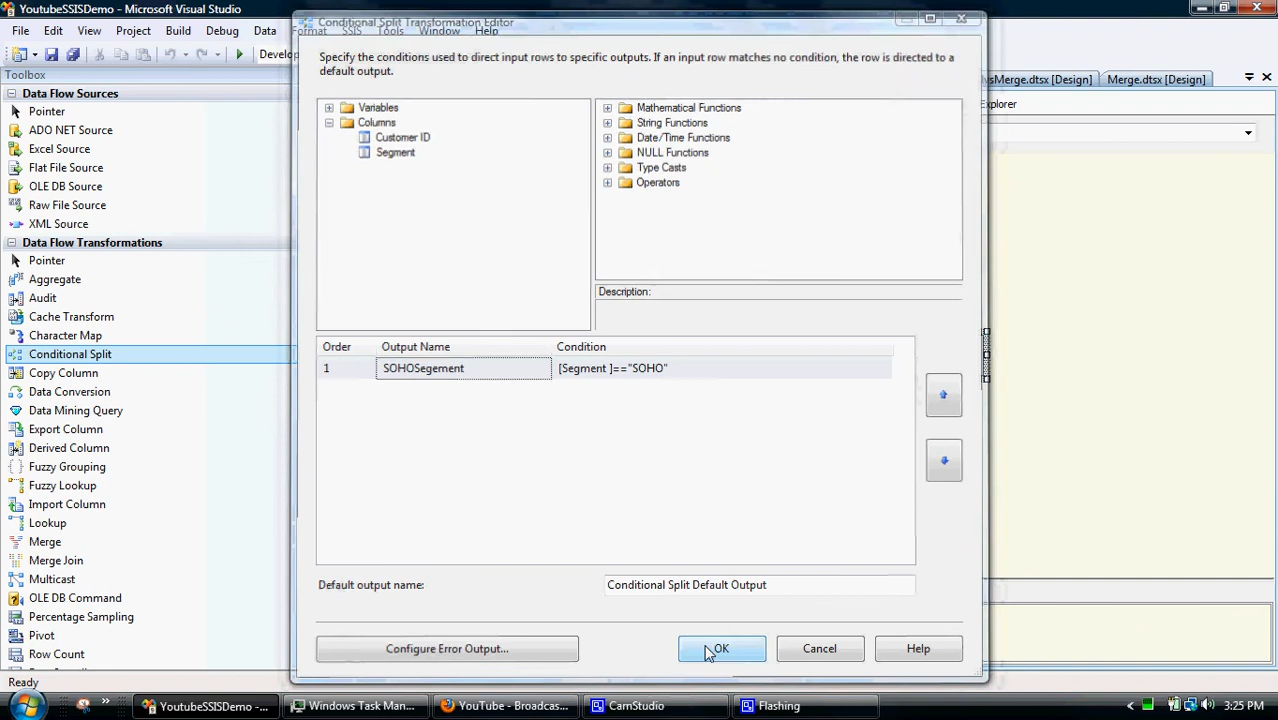 YoutubeSSISDemo - Microsoft Visual Studio
Conditional Split Transformation Editor
File Edit View Project Build Debug Data Format SSIS Tools Window Help
Develo
Toolbox
vsMerge.dtsx [Design] Merge.dtsx [Design]
Explorer
Data Flow Sources
Pointer
ADO NET Source
Excel Source
Flat File Source
OLE DB Source
Raw File Source
XML Source
Data Flow Transformations
Pointer
Aggregate
Audit
Cache Transform
Character Map
Conditional Split
Copy Column
Data Conversion
Data Mining Query
Export Column
Derived Column
Fuzzy Grouping
Fuzzy Lookup
Import Column
Lookup
Merge
Merge Join
Multicast
OLE DB Command
Percentage Sampling
Pivot
Row Count
Specify the conditions used to direct input rows to specific outputs. If an input row matches no condition, the row is directed to a
default output.
Variables
Columns
Customer ID
Segment
Mathematical Functions
String Functions
Date/Time Functions
NULL Functions
Type Casts
Operators
Description:
Order Output Name Condition
1 SOHOSegement [Segment ]=="SOHO"
Default output name: Conditional Split Default Output
Configure Error Output... OK Cancel Help
Ready
YoutubeSSISDemo - ... Windows Task Man... YouTube - Broadcas... CamStudio Flashing 3:25 PM